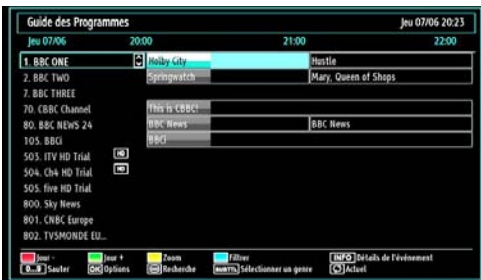 Guide des Programmes Jeu 07/06 20:23
Jeu 07/06 20:00 21:00 22:00
1. BBC ONE Holby City Hustle
2. BBC TWO Springwatch Mary, Queen of Shops
7. BBC THREE
70. CBBC Channel This is CBBC!
80. BBC NEWS 24 BBC News BBC News
105. BBCi BBCi
503. ITV HD Trial HD
504. Ch4 HD Trial HD
505. five HD Trial
800. Sky News
801. CNBC Europe
802. TV5MONDE EU...
Jour - Jour + Zoom Filtrer INFO Détails de l'événement
0...9 Sauter OK Options Recherche SUBTTL Sélectionner un genre Actuel